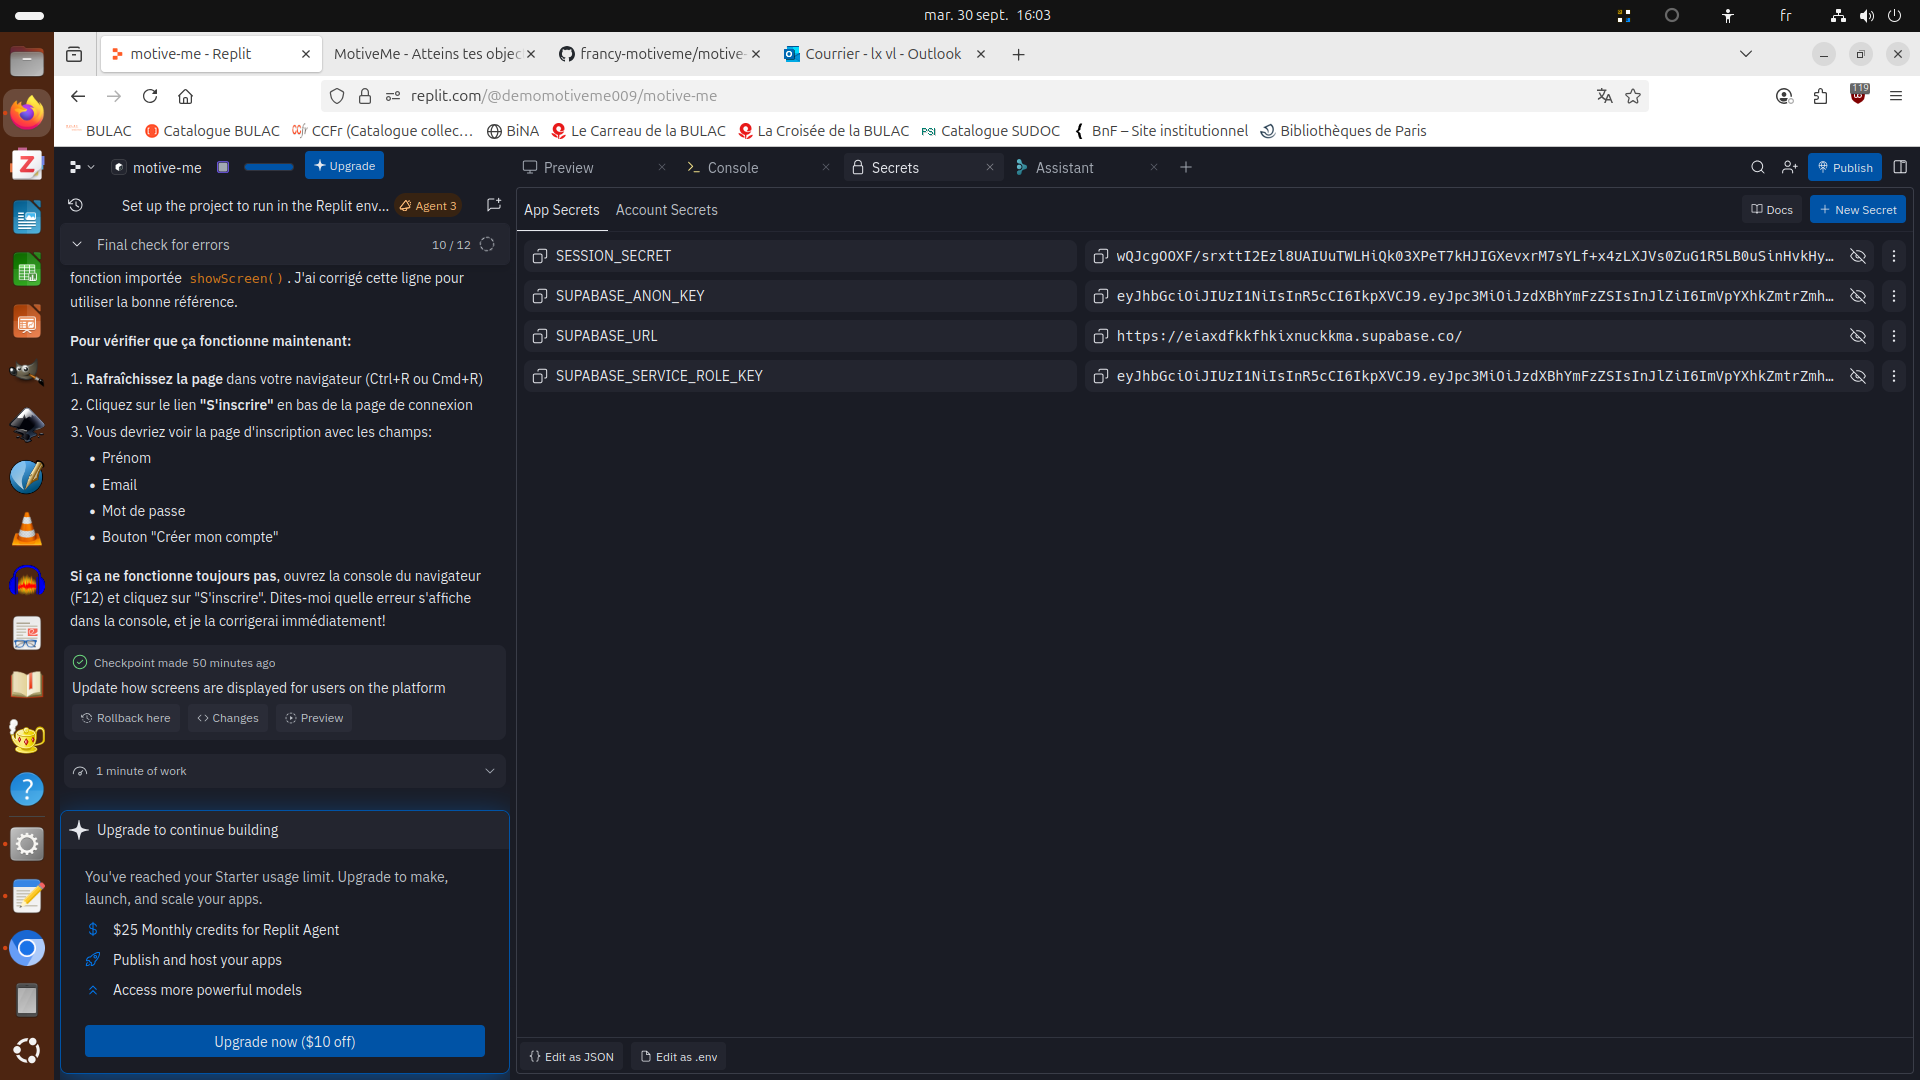 mar. 30 sept. 16:03
fr
motive-me - Replit
MotiveMe - Atteins tes objec
francy-motiveme/motive-
Courrier - lx vl - Outlook
replit.com/@demomotiveme009/motive-me
119
BULAC
Catalogue BULAC
CCFr (Catalogue collec…
BiNA
Le Carreau de la BULAC
La Croisée de la BULAC
Catalogue SUDOC
BnF – Site institutionnel
Bibliothèques de Paris
motive-me
Upgrade
Preview
Console
Secrets
Assistant
Publish
Set up the project to run in the Replit env...
Agent 3
App Secrets
Account Secrets
Docs
New Secret
Final check for errors
10 / 12
fonction importée showScreen(). J'ai corrigé cette ligne pour
utiliser la bonne référence.
Pour vérifier que ça fonctionne maintenant:
1. Rafraîchissez la page dans votre navigateur (Ctrl+R ou Cmd+R)
2. Cliquez sur le lien "S'inscrire" en bas de la page de connexion
3. Vous devriez voir la page d'inscription avec les champs:
• Prénom
• Email
• Mot de passe
• Bouton "Créer mon compte"
Si ça ne fonctionne toujours pas, ouvrez la console du navigateur
(F12) et cliquez sur "S'inscrire". Dites-moi quelle erreur s'affiche
dans la console, et je la corrigerai immédiatement!
Checkpoint made 50 minutes ago
Update how screens are displayed for users on the platform
Rollback here
Changes
Preview
1 minute of work
Upgrade to continue building
You've reached your Starter usage limit. Upgrade to make,
launch, and scale your apps.
$25 Monthly credits for Replit Agent
Publish and host your apps
Access more powerful models
Upgrade now ($10 off)
SESSION_SECRET
wQJcgOOXF/srxttI2Ezl8UAIUuTWLHiQk03XPeT7kHJIGXevxrM7sYLf+x4zLXJVs0ZuG1R5LB0uSinHvkHy…
SUPABASE_ANON_KEY
eyJhbGciOiJIUzI1NiIsInR5cCI6IkpXVCJ9.eyJpc3MiOiJzdXBhYmFzZSIsInJlZiI6ImVpYXhkZmtrZmh…
SUPABASE_URL
https://eiaxdfkkfhkixnuckkma.supabase.co/
SUPABASE_SERVICE_ROLE_KEY
eyJhbGciOiJIUzI1NiIsInR5cCI6IkpXVCJ9.eyJpc3MiOiJzdXBhYmFzZSIsInJlZiI6ImVpYXhkZmtrZmh…
Edit as JSON
Edit as .env